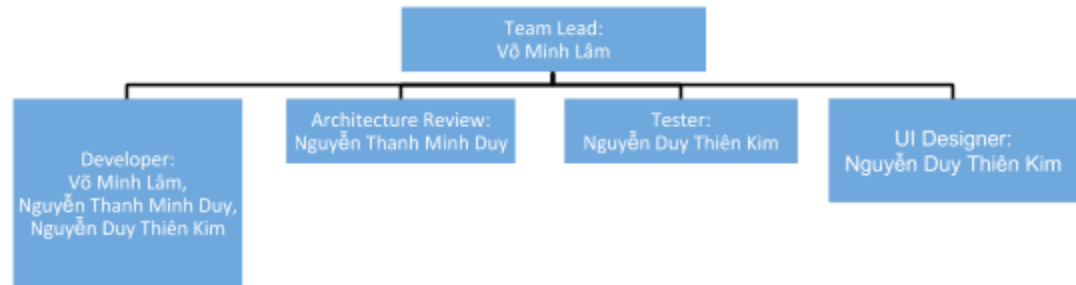 Team Lead:
Võ Minh Lâm
Developer:
Võ Minh Lâm,
Nguyễn Thanh Minh Duy,
Nguyễn Duy Thiên Kim
Architecture Review:
Nguyễn Thanh Minh Duy
Tester:
Nguyễn Duy Thiên Kim
UI Designer:
Nguyễn Duy Thiên Kim